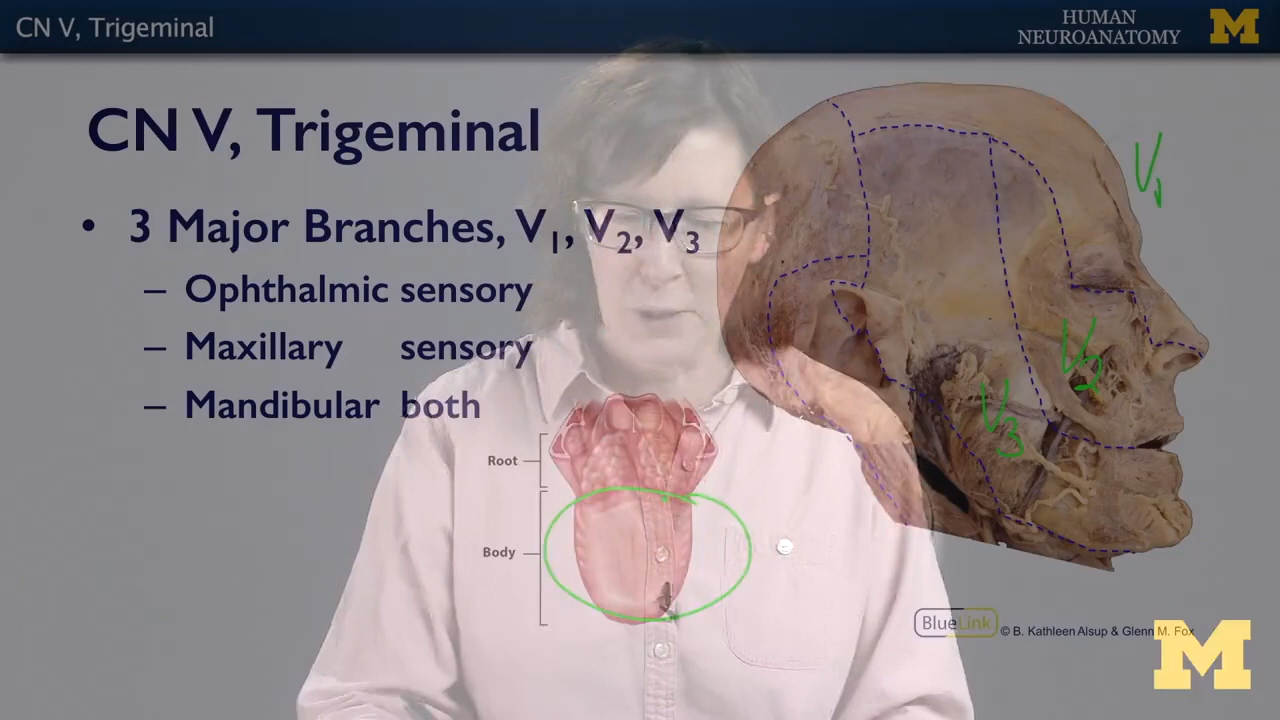 CN V, Trigeminal
HUMAN
NEUROANATOMY
M
CN V, Trigeminal
• 3 Major Branches, V1, V2, V3
– Ophthalmic sensory
– Maxillary sensory
– Mandibular both
V1
V2
V3
Root
Body
BlueLink © B. Kathleen Alsup & Glenn M. Fox
M